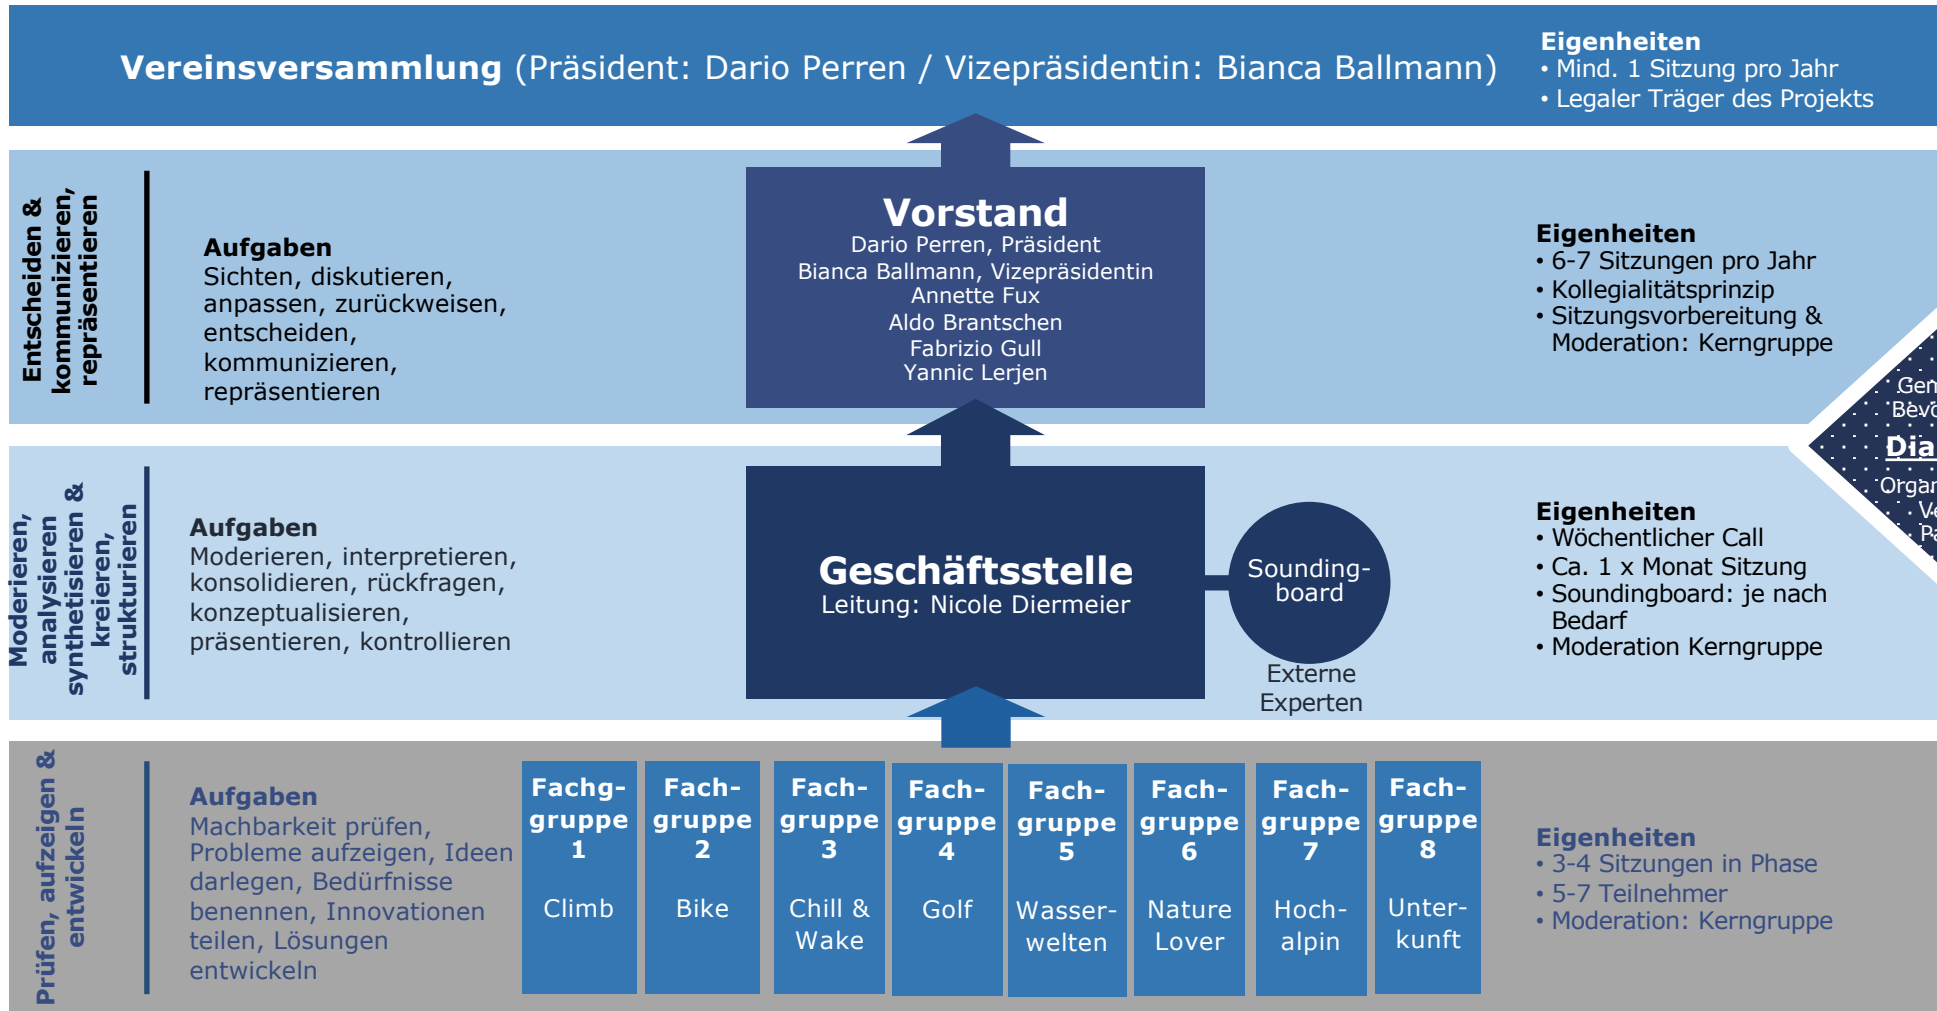 Vereinsversammlung (Präsident: Dario Perren / Vizepräsidentin: Bianca Ballmann)
Eigenheiten
• Mind. 1 Sitzung pro Jahr
• Legaler Träger des Projekts
Entscheiden &
kommunizieren,
repräsentieren
Aufgaben
Sichten, diskutieren,
anpassen, zurückweisen,
entscheiden,
kommunizieren,
repräsentieren
Vorstand
Dario Perren, Präsident
Bianca Ballmann, Vizepräsidentin
Annette Fux
Aldo Brantschen
Fabrizio Gull
Yannic Lerjen
Eigenheiten
• 6-7 Sitzungen pro Jahr
• Kollegialitätsprinzip
• Sitzungsvorbereitung &
Moderation: Kerngruppe
Moderieren,
analysieren
synthetisieren &
kreieren,
strukturieren
Aufgaben
Moderieren, interpretieren,
konsolidieren, rückfragen,
konzeptualisieren,
präsentieren, kontrollieren
Geschäftsstelle
Leitung: Nicole Diermeier
Sounding-
board
Externe
Experten
Eigenheiten
• Wöchentlicher Call
• Ca. 1 x Monat Sitzung
• Soundingboard: je nach
Bedarf
• Moderation Kerngruppe
Prüfen, aufzeigen &
entwickeln
Aufgaben
Machbarkeit prüfen,
Probleme aufzeigen, Ideen
darlegen, Bedürfnisse
benennen, Innovationen
teilen, Lösungen
entwickeln
Fachg-
gruppe
1
Climb
Fach-
gruppe
2
Bike
Fach-
gruppe
3
Chill &
Wake
Fach-
gruppe
4
Golf
Fach-
gruppe
5
Wasser-
welten
Fach-
gruppe
6
Nature
Lover
Fach-
gruppe
7
Hoch-
alpin
Fach-
gruppe
8
Unter-
kunft
Eigenheiten
• 3-4 Sitzungen in Phase
• 5-7 Teilnehmer
• Moderation: Kerngruppe